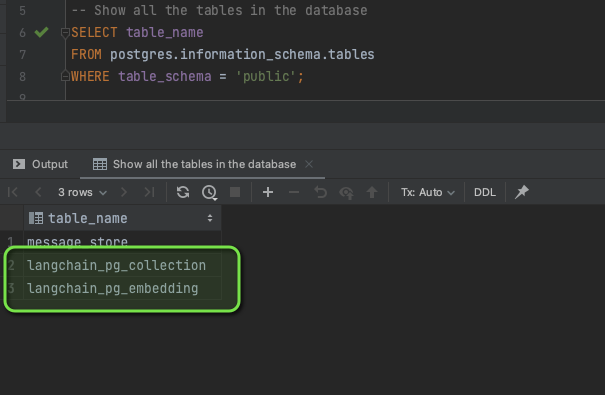 5 -- Show all the tables in the database
6 SELECT table_name
7 FROM postgres.information_schema.tables
8 WHERE table_schema = 'public';
9
Output Show all the tables in the database ×
3 rows Tx: Auto DDL
table_name
1 message_store
2 langchain_pg_collection
3 langchain_pg_embedding